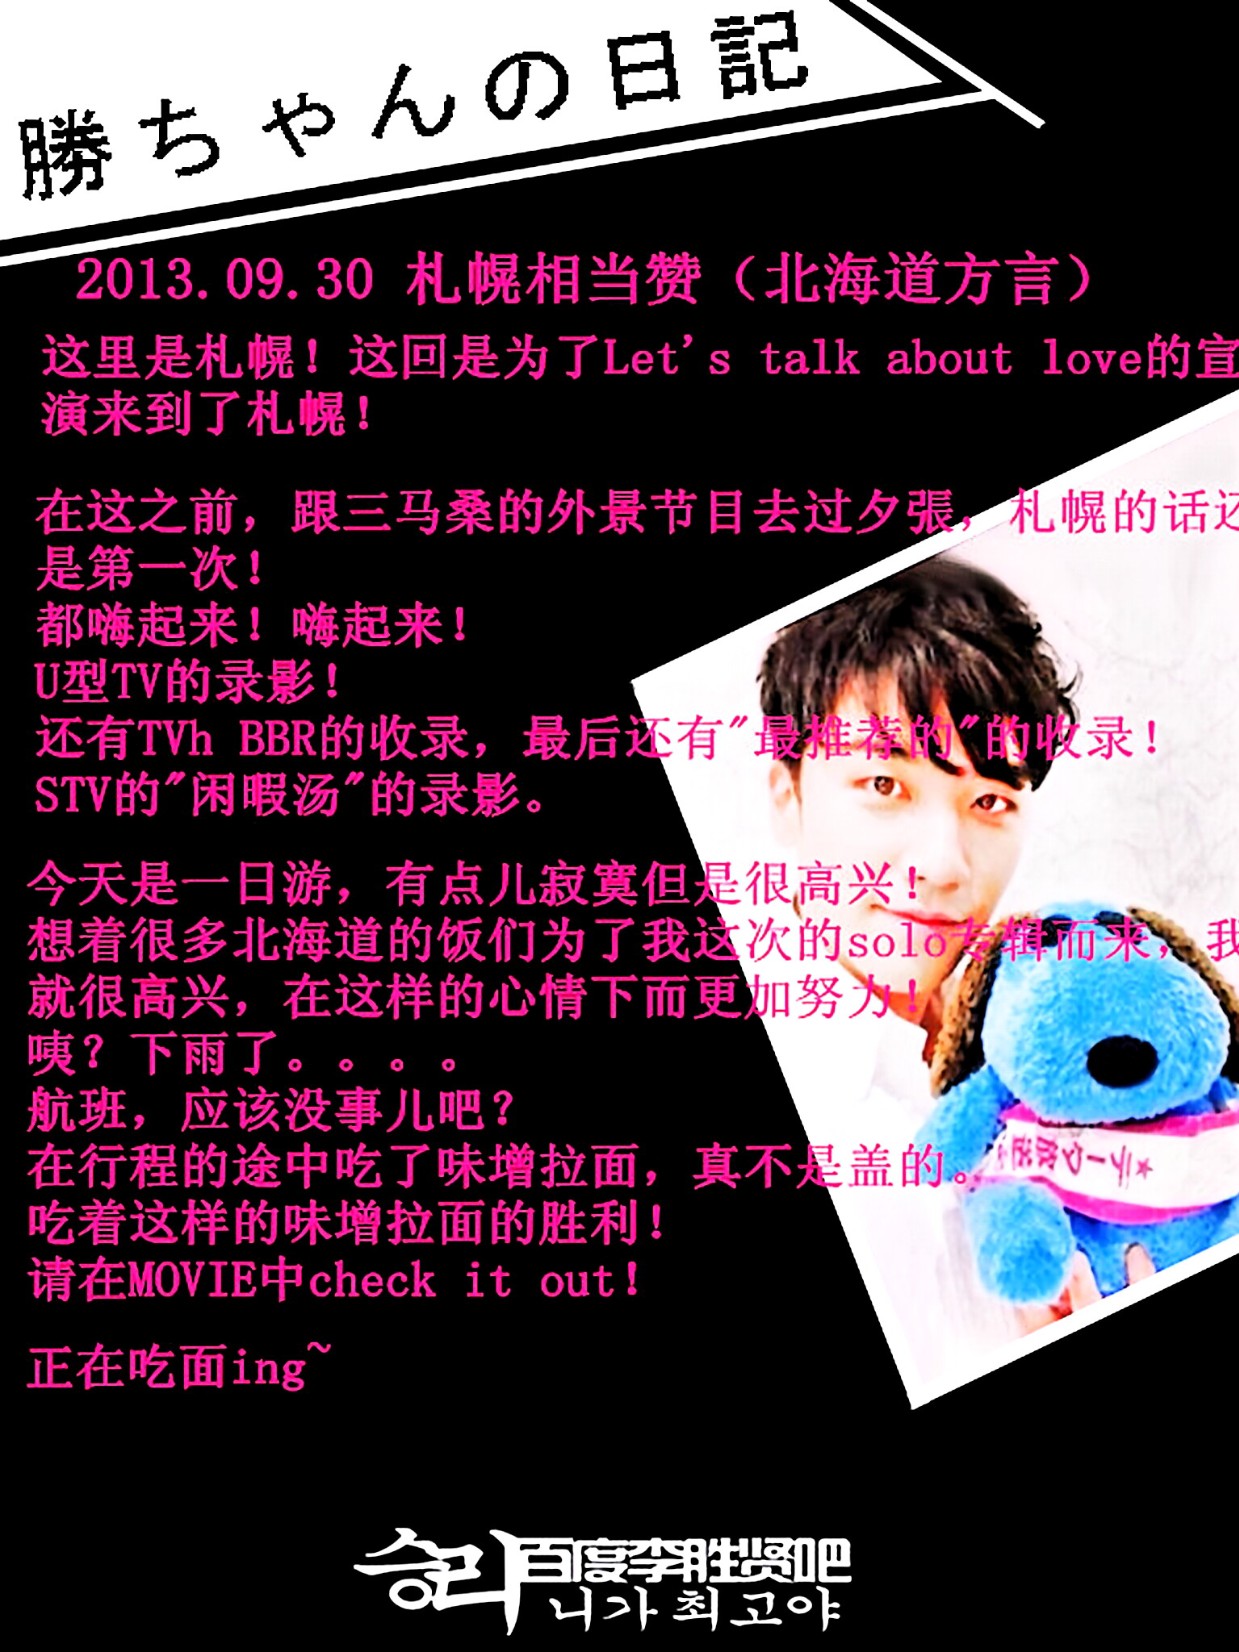 勝ちゃんの日記
2013.09.30 札幌相当赞（北海道方言）
这里是札幌！这回是为了Let's talk about love的宣
演来到了札幌！
在这之前，跟三马桑的外景节目去过夕張，札幌的话还
是第一次！
都嗨起来！嗨起来！
U型TV的录影！
还有TVh BBR的收录，最后还有"最推荐的"的收录！
STV的"闲暇汤"的录影。
今天是一日游，有点儿寂寞但是很高兴！
想着很多北海道的饭们为了我这次的solo专辑而来，我
就很高兴，在这样的心情下而更加努力！
咦？下雨了。。。。
航班，应该没事儿吧？
在行程的途中吃了味增拉面，真不是盖的。
吃着这样的味增拉面的胜利！
请在MOVIE中check it out！
正在吃面ing~
승리百度李胜贤吧
니가 최고야